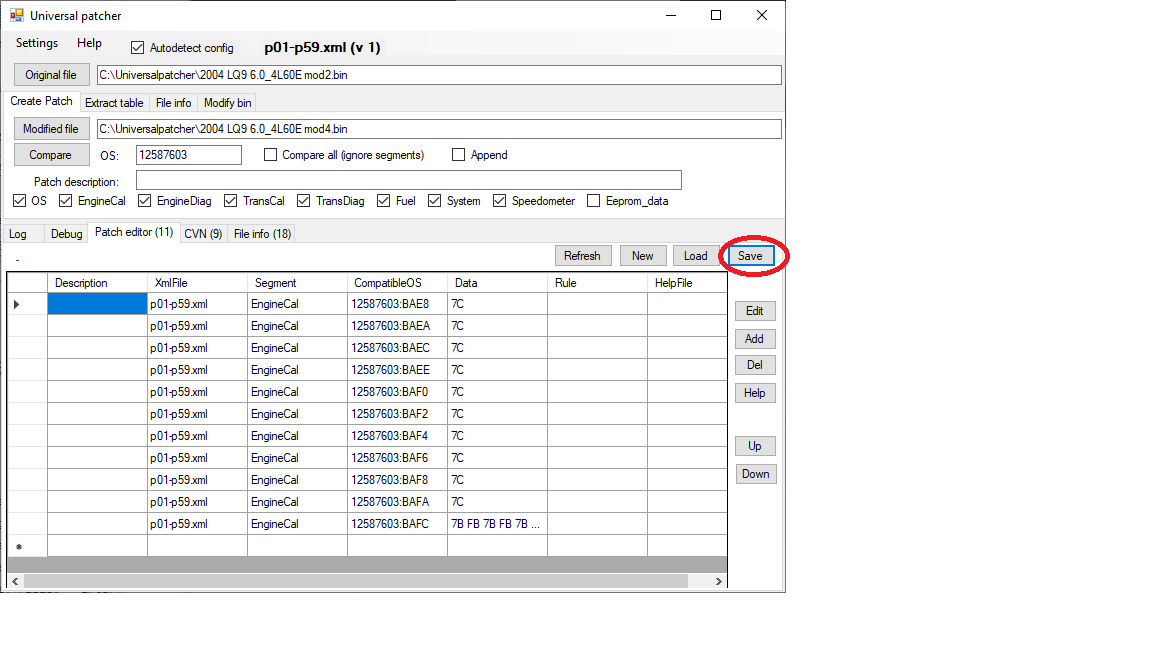 Universal patcher
Settings Help Autodetect config p01-p59.xml (v 1)
Original file C:\Universalpatcher\2004 LQ9 6.0_4L60E mod2.bin
Create Patch Extract table File info Modify bin
Modified file C:\Universalpatcher\2004 LQ9 6.0_4L60E mod4.bin
Compare OS: 12587603 Compare all (ignore segments) Append
Patch description:
OS EngineCal EngineDiag TransCal TransDiag Fuel System Speedometer Eeprom_data
Log Debug Patch editor (11) CVN (9) File info (18)
- Refresh New Load Save
Description XmlFile Segment CompatibleOS Data Rule HelpFile
p01-p59.xml EngineCal 12587603:BAE8 7C
Edit
p01-p59.xml EngineCal 12587603:BAEA 7C
Add
p01-p59.xml EngineCal 12587603:BAEC 7C
Del
p01-p59.xml EngineCal 12587603:BAEE 7C
p01-p59.xml EngineCal 12587603:BAF0 7C
Help
p01-p59.xml EngineCal 12587603:BAF2 7C
p01-p59.xml EngineCal 12587603:BAF4 7C
Up
p01-p59.xml EngineCal 12587603:BAF6 7C
Down
p01-p59.xml EngineCal 12587603:BAF8 7C
p01-p59.xml EngineCal 12587603:BAFA 7C
p01-p59.xml EngineCal 12587603:BAFC 7B FB 7B FB 7B ...